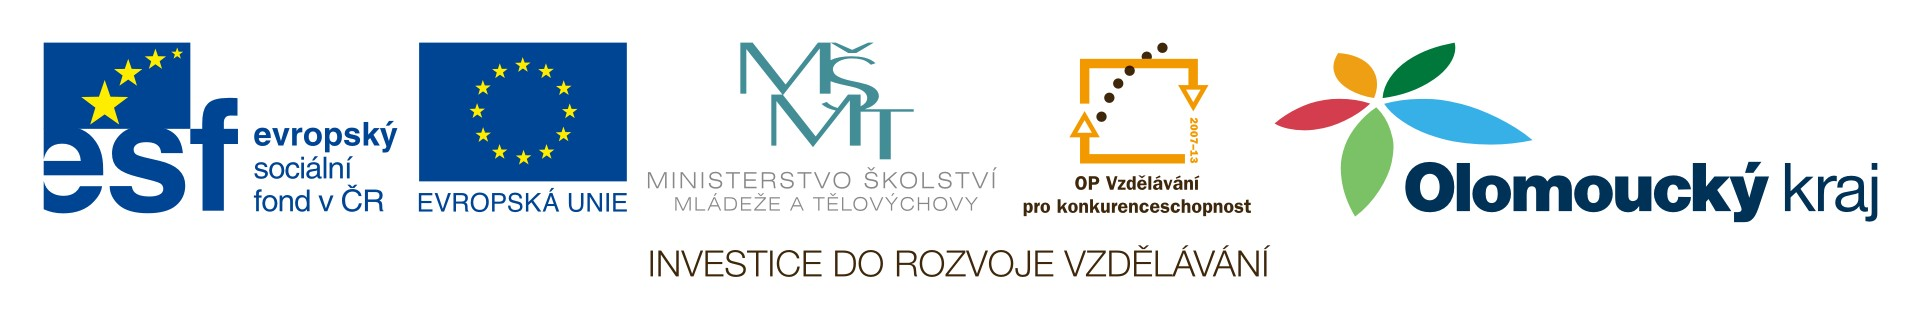 esf
evropský
sociální
fond v ČR
EVROPSKÁ UNIE
MŠMT
MINISTERSTVO ŠKOLSTVÍ
MLÁDEŽE A TĚLOVÝCHOVY
2007-13
OP Vzdělávání
pro konkurenceschopnost
Olomoucký kraj
INVESTICE DO ROZVOJE VZDĚLÁVÁNÍ